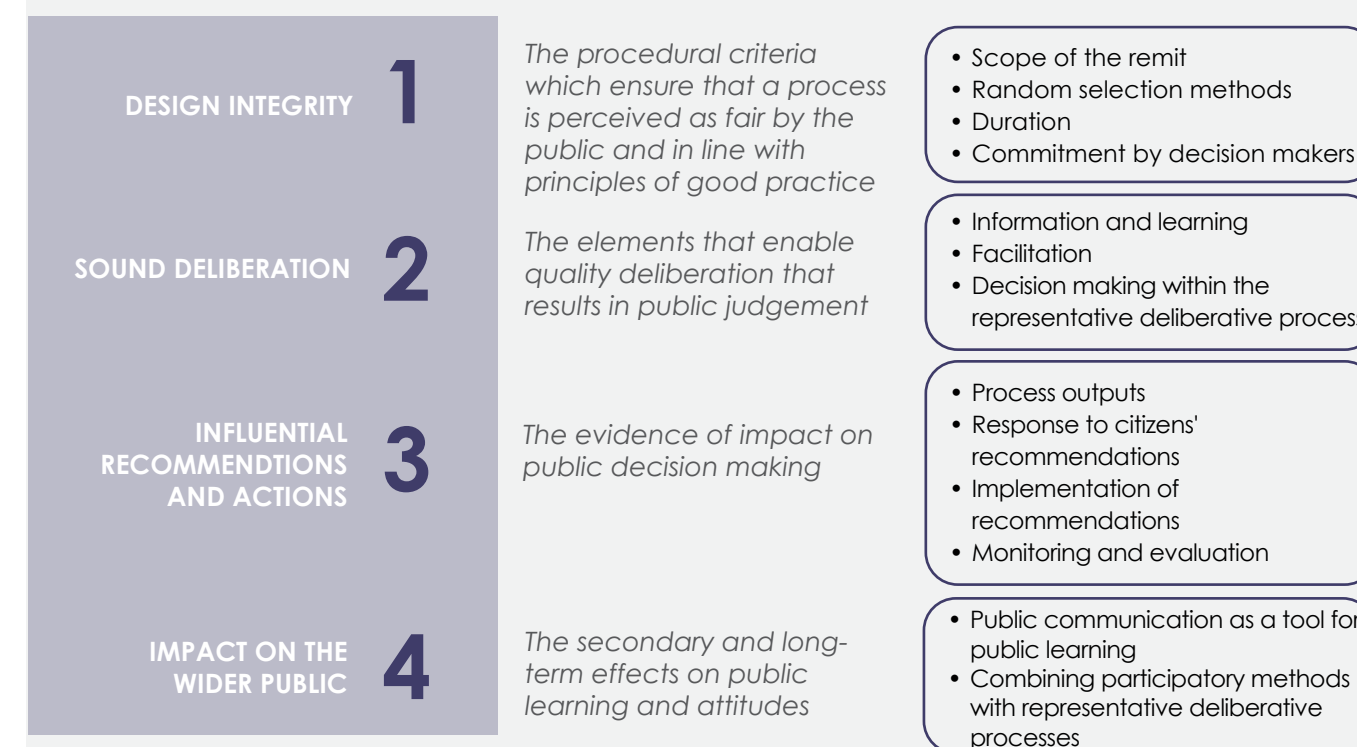 DESIGN INTEGRITY
1
The procedural criteria
which ensure that a process
is perceived as fair by the
public and in line with
principles of good practice
• Scope of the remit
• Random selection methods
• Duration
• Commitment by decision makers
SOUND DELIBERATION
2
The elements that enable
quality deliberation that
results in public judgement
• Information and learning
• Facilitation
• Decision making within the
representative deliberative proces
INFLUENTIAL
RECOMMENDTIONS
AND ACTIONS
3
The evidence of impact on
public decision making
• Process outputs
• Response to citizens'
recommendations
• Implementation of
recommendations
• Monitoring and evaluation
IMPACT ON THE
WIDER PUBLIC
4
The secondary and long-
term effects on public
learning and attitudes
• Public communication as a tool for
public learning
• Combining participatory methods
with representative deliberative
processes